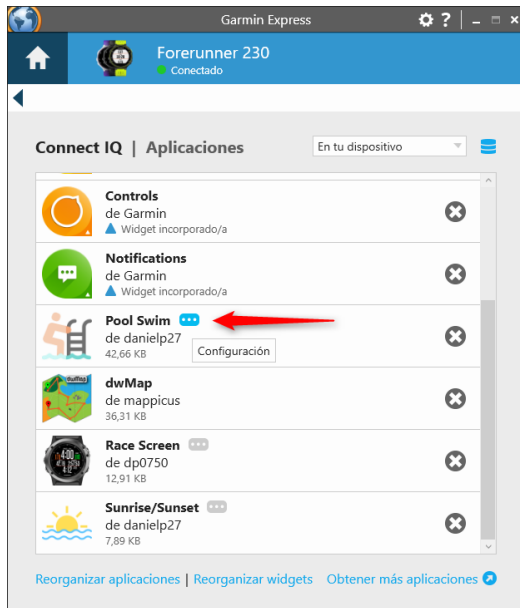 Garmin Express
?
Forerunner 230
Conectado
Connect IQ | Aplicaciones
En tu dispositivo
Controls
de Garmin
Widget incorporado/a
Notifications
de Garmin
Widget incorporado/a
Pool Swim
de danielp27
42,66 KB
Configuración
dwMap
dwMap
de mappicus
36,31 KB
Race Screen
de dp0750
12,91 KB
Sunrise/Sunset
de danielp27
7,89 KB
Reorganizar aplicaciones | Reorganizar widgets Obtener más aplicaciones